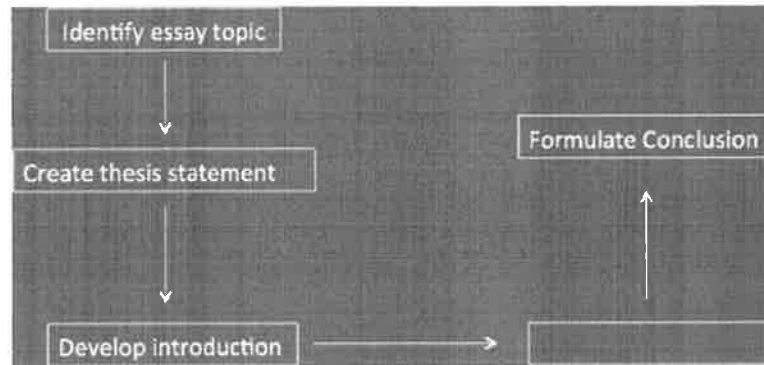 Identify essay topic
Create thesis statement
Develop introduction
Formulate Conclusion